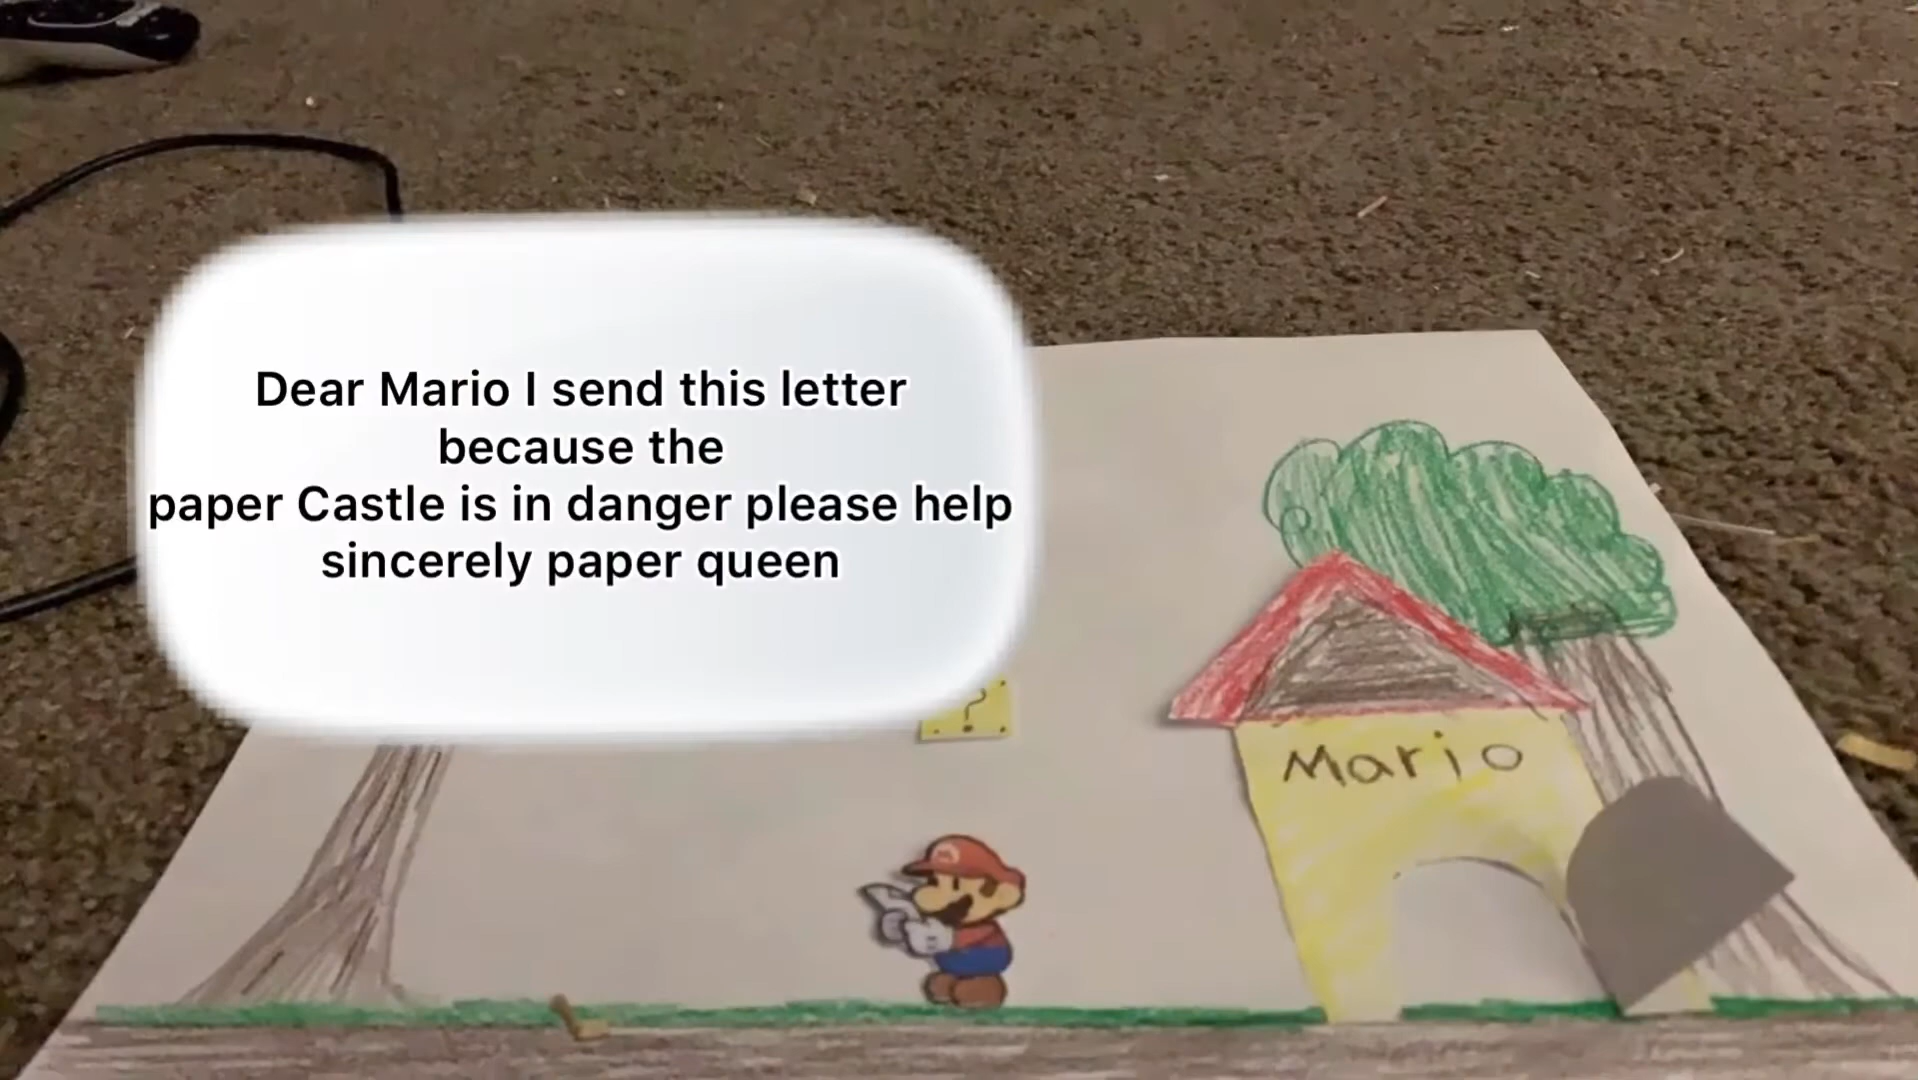 Dear Mario I send this letter
because the
paper Castle is in danger please help
sincerely paper queen
?
Mario